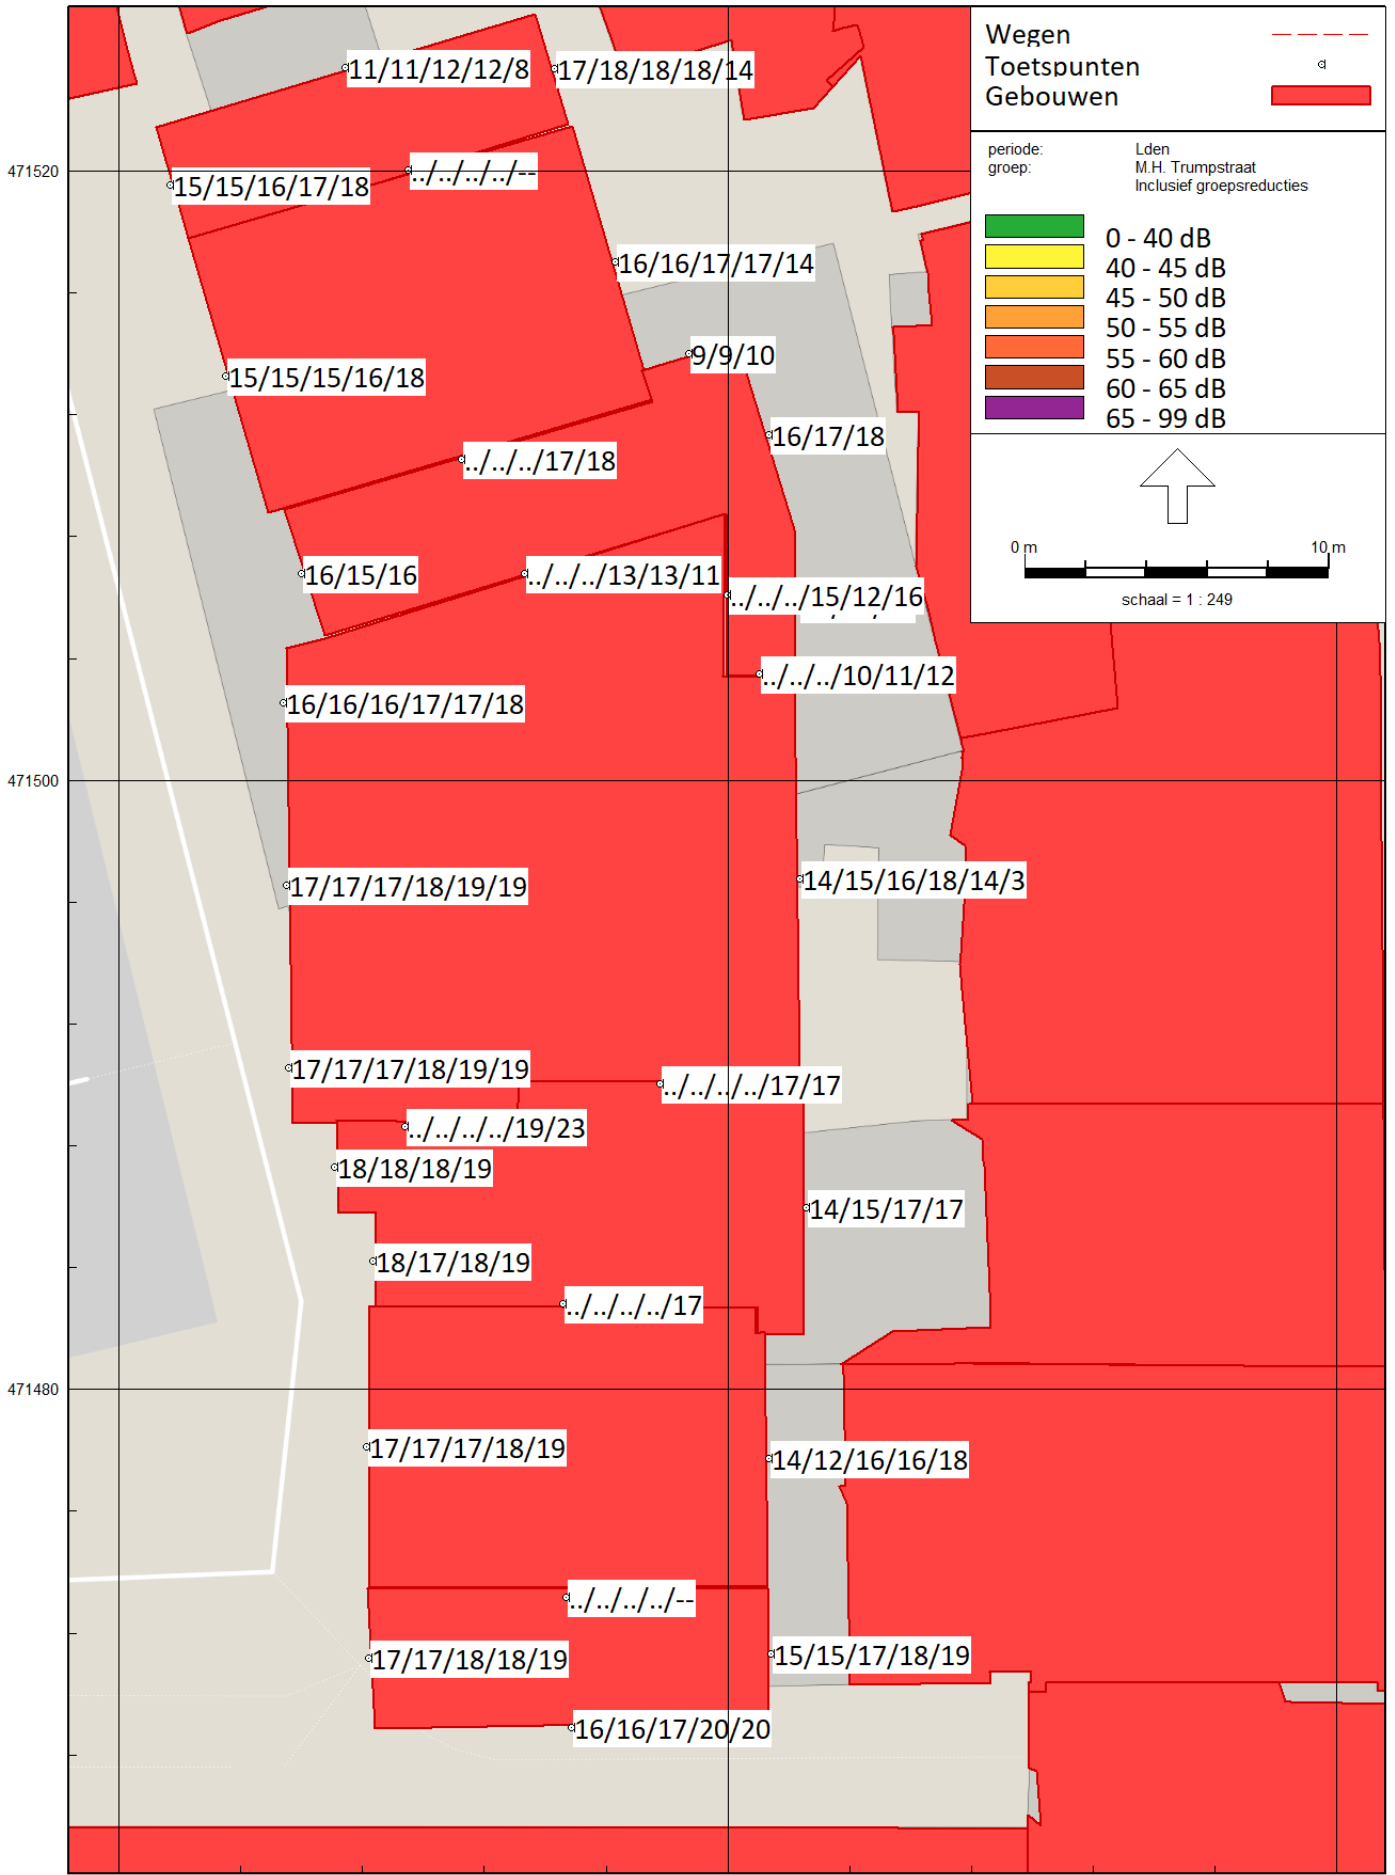 Wegen
Toetspunten
Gebouwen
periode: Lden
groep: M.H. Trumpstraat
Inclusief groepsreducties
0 - 40 dB
40 - 45 dB
45 - 50 dB
50 - 55 dB
55 - 60 dB
60 - 65 dB
65 - 99 dB
0 m 10 m
schaal = 1 : 249
11/11/12/12/8
17/18/18/18/14
471520
../../../../--
15/15/16/17/18
16/16/17/17/14
9/9/10
15/15/15/16/18
16/17/18
../../../17/18
16/15/16
../../../13/13/11
../../../15/12/16
../../../10/11/12
16/16/16/17/17/18
471500
17/17/17/18/19/19
14/15/16/18/14/3
17/17/17/18/19/19
../../../../17/17
../../../../19/23
18/18/18/19
14/15/17/17
18/17/18/19
../../../../17
471480
17/17/17/18/19
14/12/16/16/18
../../../../--
17/17/18/18/19
15/15/17/18/19
16/16/17/20/20